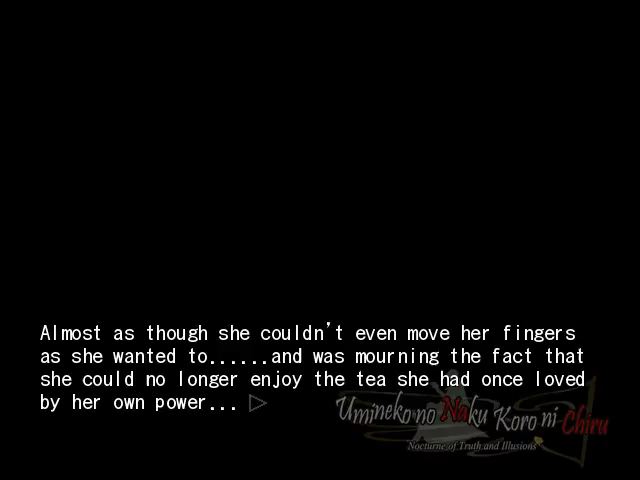 Almost as though she couldn't even move her fingers
as she wanted to......and was mourning the fact that
she could no longer enjoy the tea she had once loved
by her own power...
Umineko no Naku Koro ni Chiru
Nocturne of Truth and Illusions